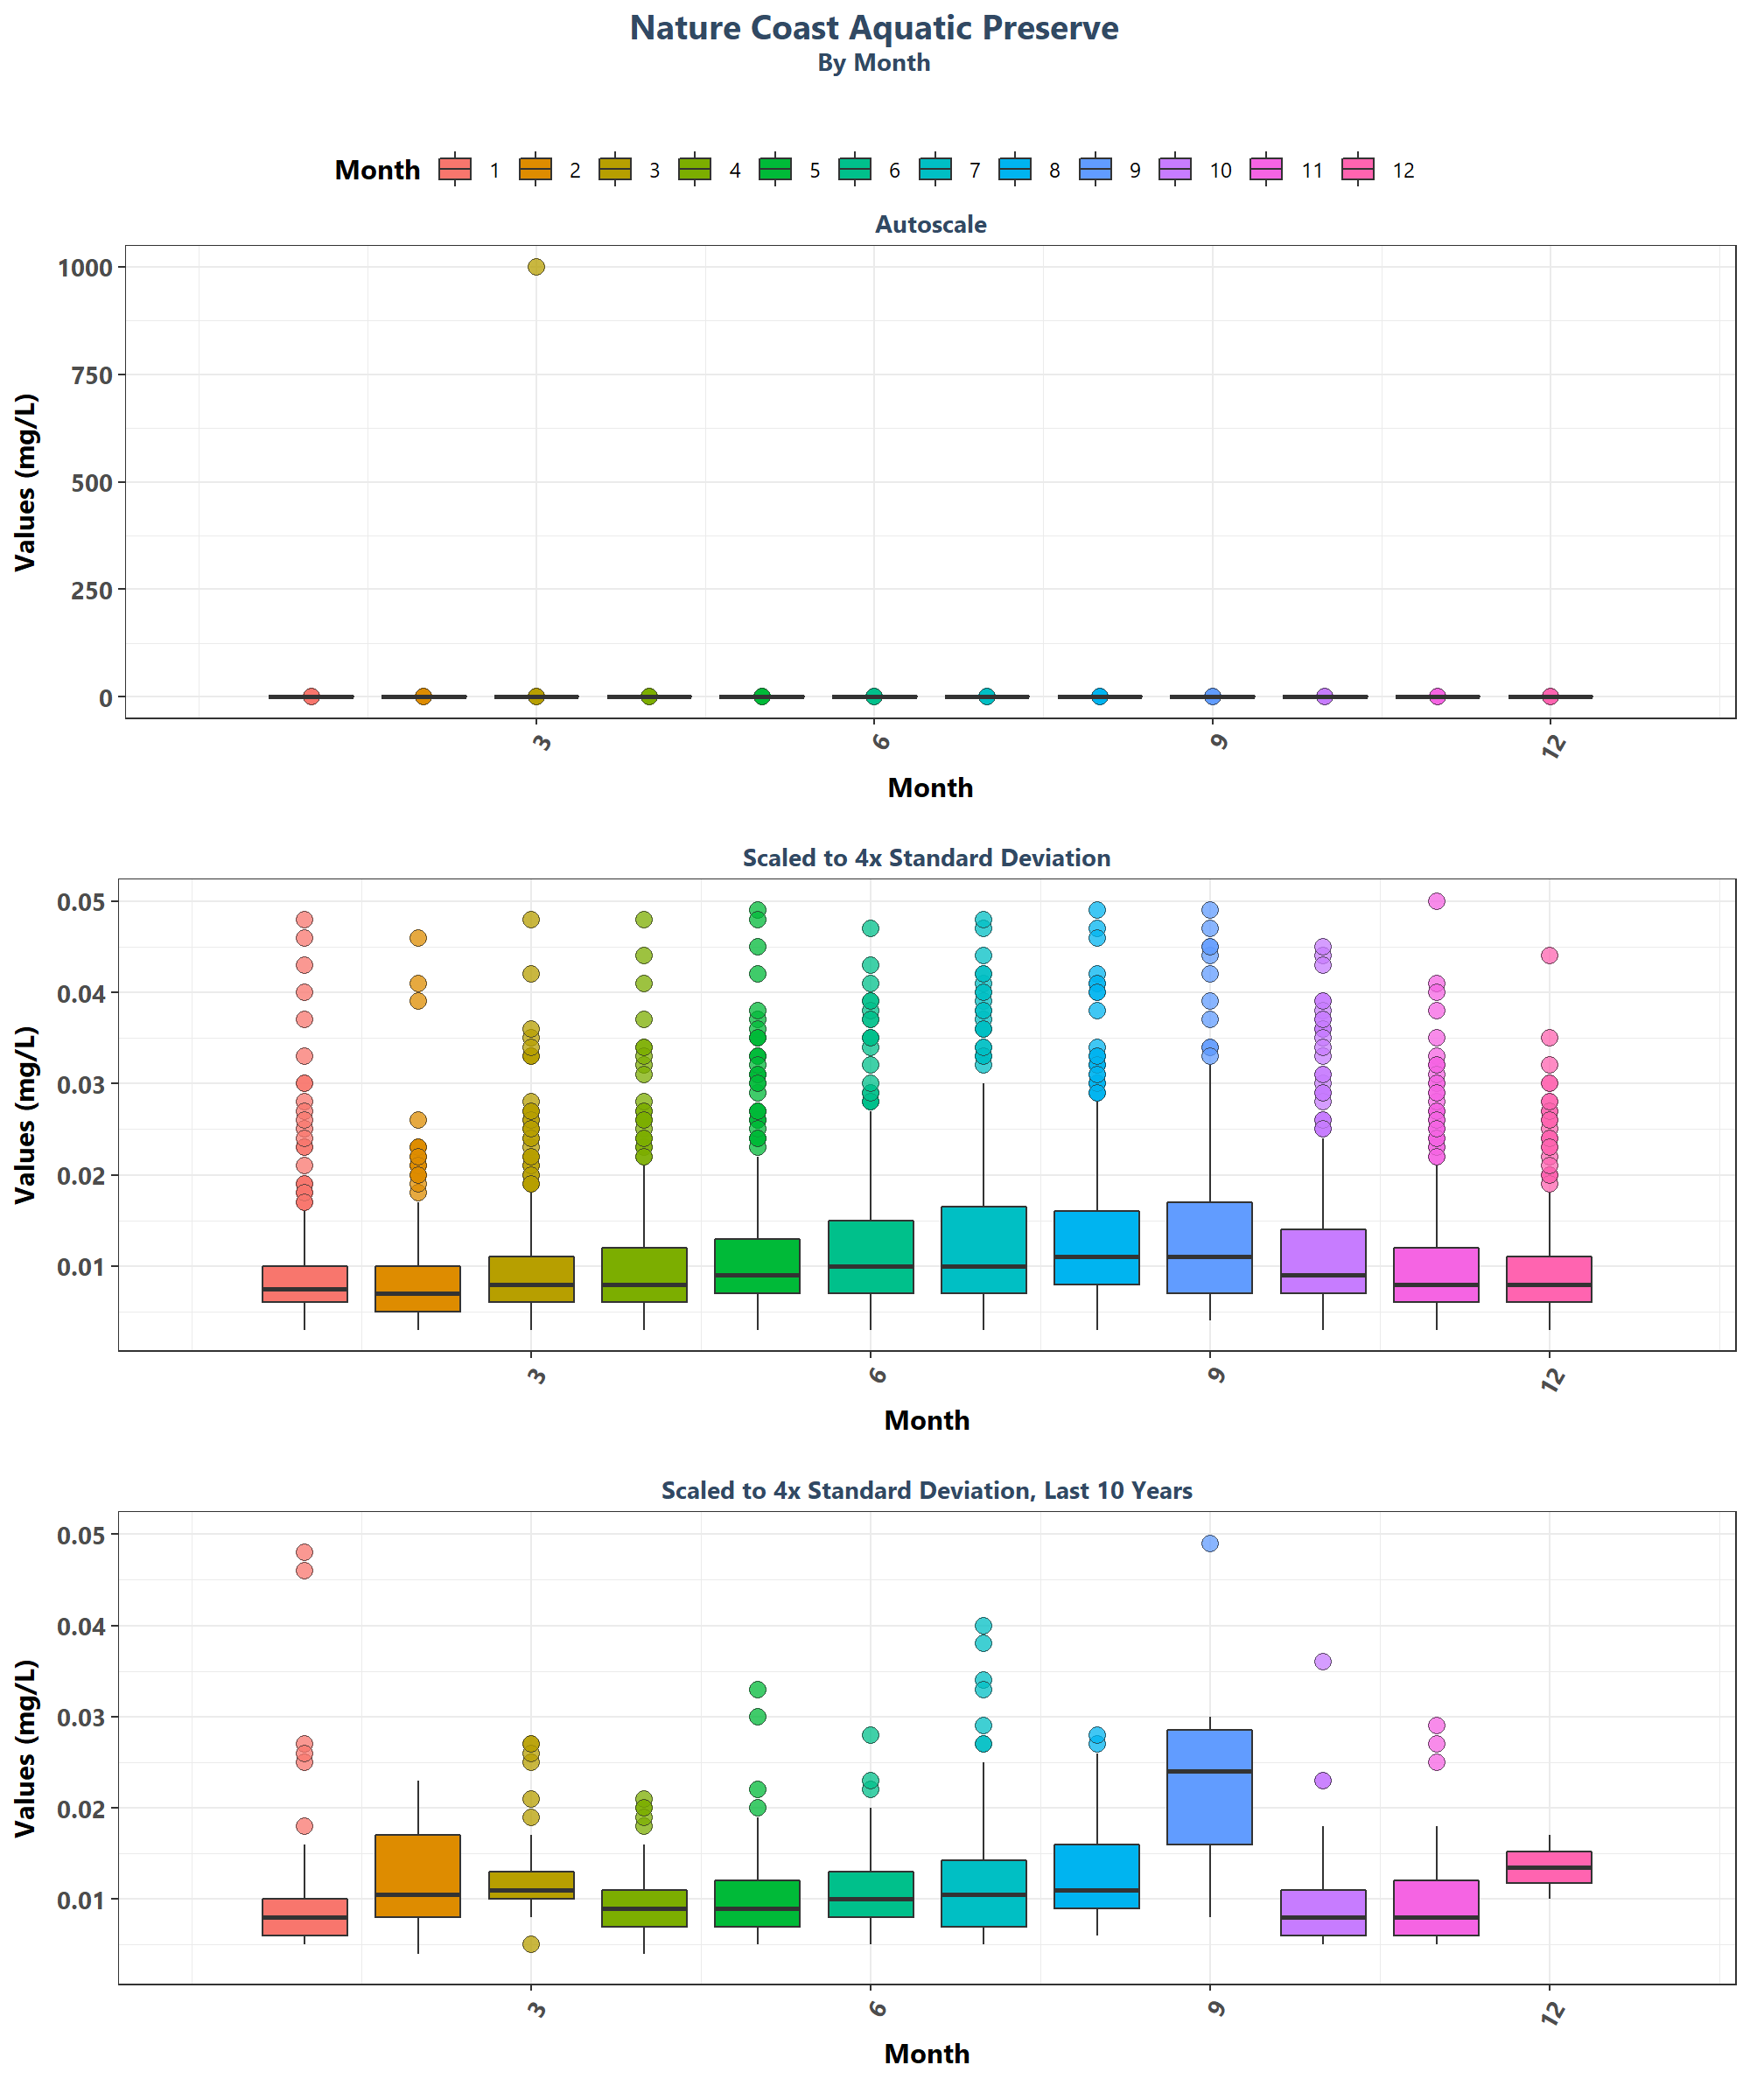 Nature Coast Aquatic Preserve
By Month
Month 1 2 3 4 5 6 7 8 9 10 11 12
Autoscale
Values (mg/L)
1000
750
500
250
0
3 6 9 12
Month
Scaled to 4x Standard Deviation
Values (mg/L)
0.05
0.04
0.03
0.02
0.01
3 6 9 12
Month
Scaled to 4x Standard Deviation, Last 10 Years
Values (mg/L)
0.05
0.04
0.03
0.02
0.01
3 6 9 12
Month